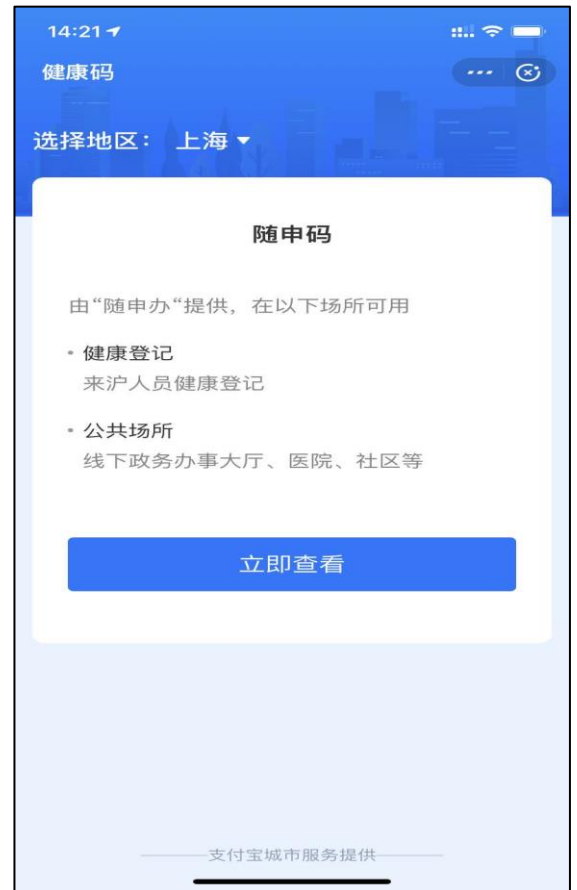 14:21
健康码
选择地区： 上海
随申码
由“随申办“提供，在以下场所可用
·健康登记
来沪人员健康登记
·公共场所
线下政务办事大厅、医院、社区等
立即查看
支付宝城市服务提供